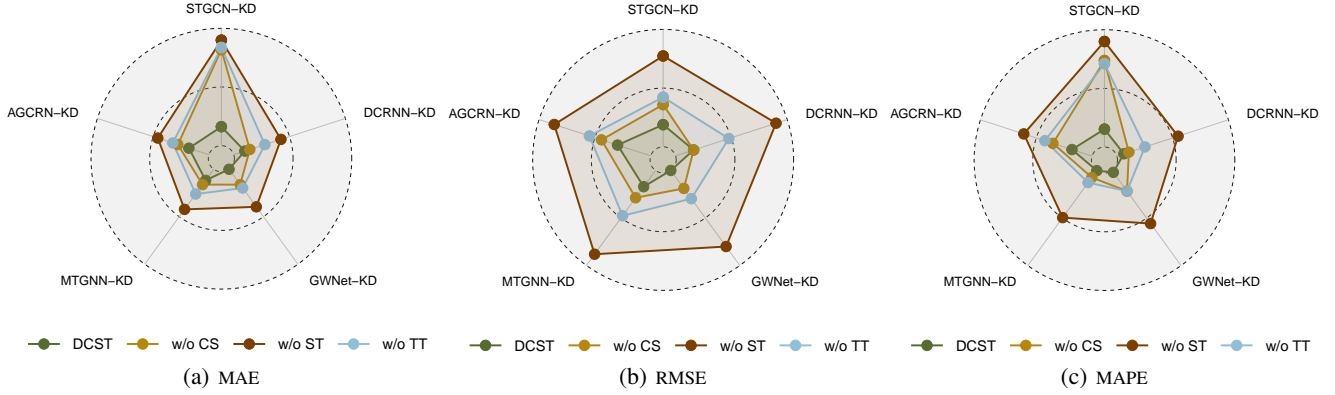 STGCN–KD
DCRNN–KD
GWNet–KD
MTGNN–KD
AGCRN–KD
DCST w/o CS w/o ST w/o TT
(a) MAE
STGCN–KD
DCRNN–KD
GWNet–KD
MTGNN–KD
AGCRN–KD
DCST w/o CS w/o ST w/o TT
(b) RMSE
STGCN–KD
DCRNN–KD
GWNet–KD
MTGNN–KD
AGCRN–KD
DCST w/o CS w/o ST w/o TT
(c) MAPE